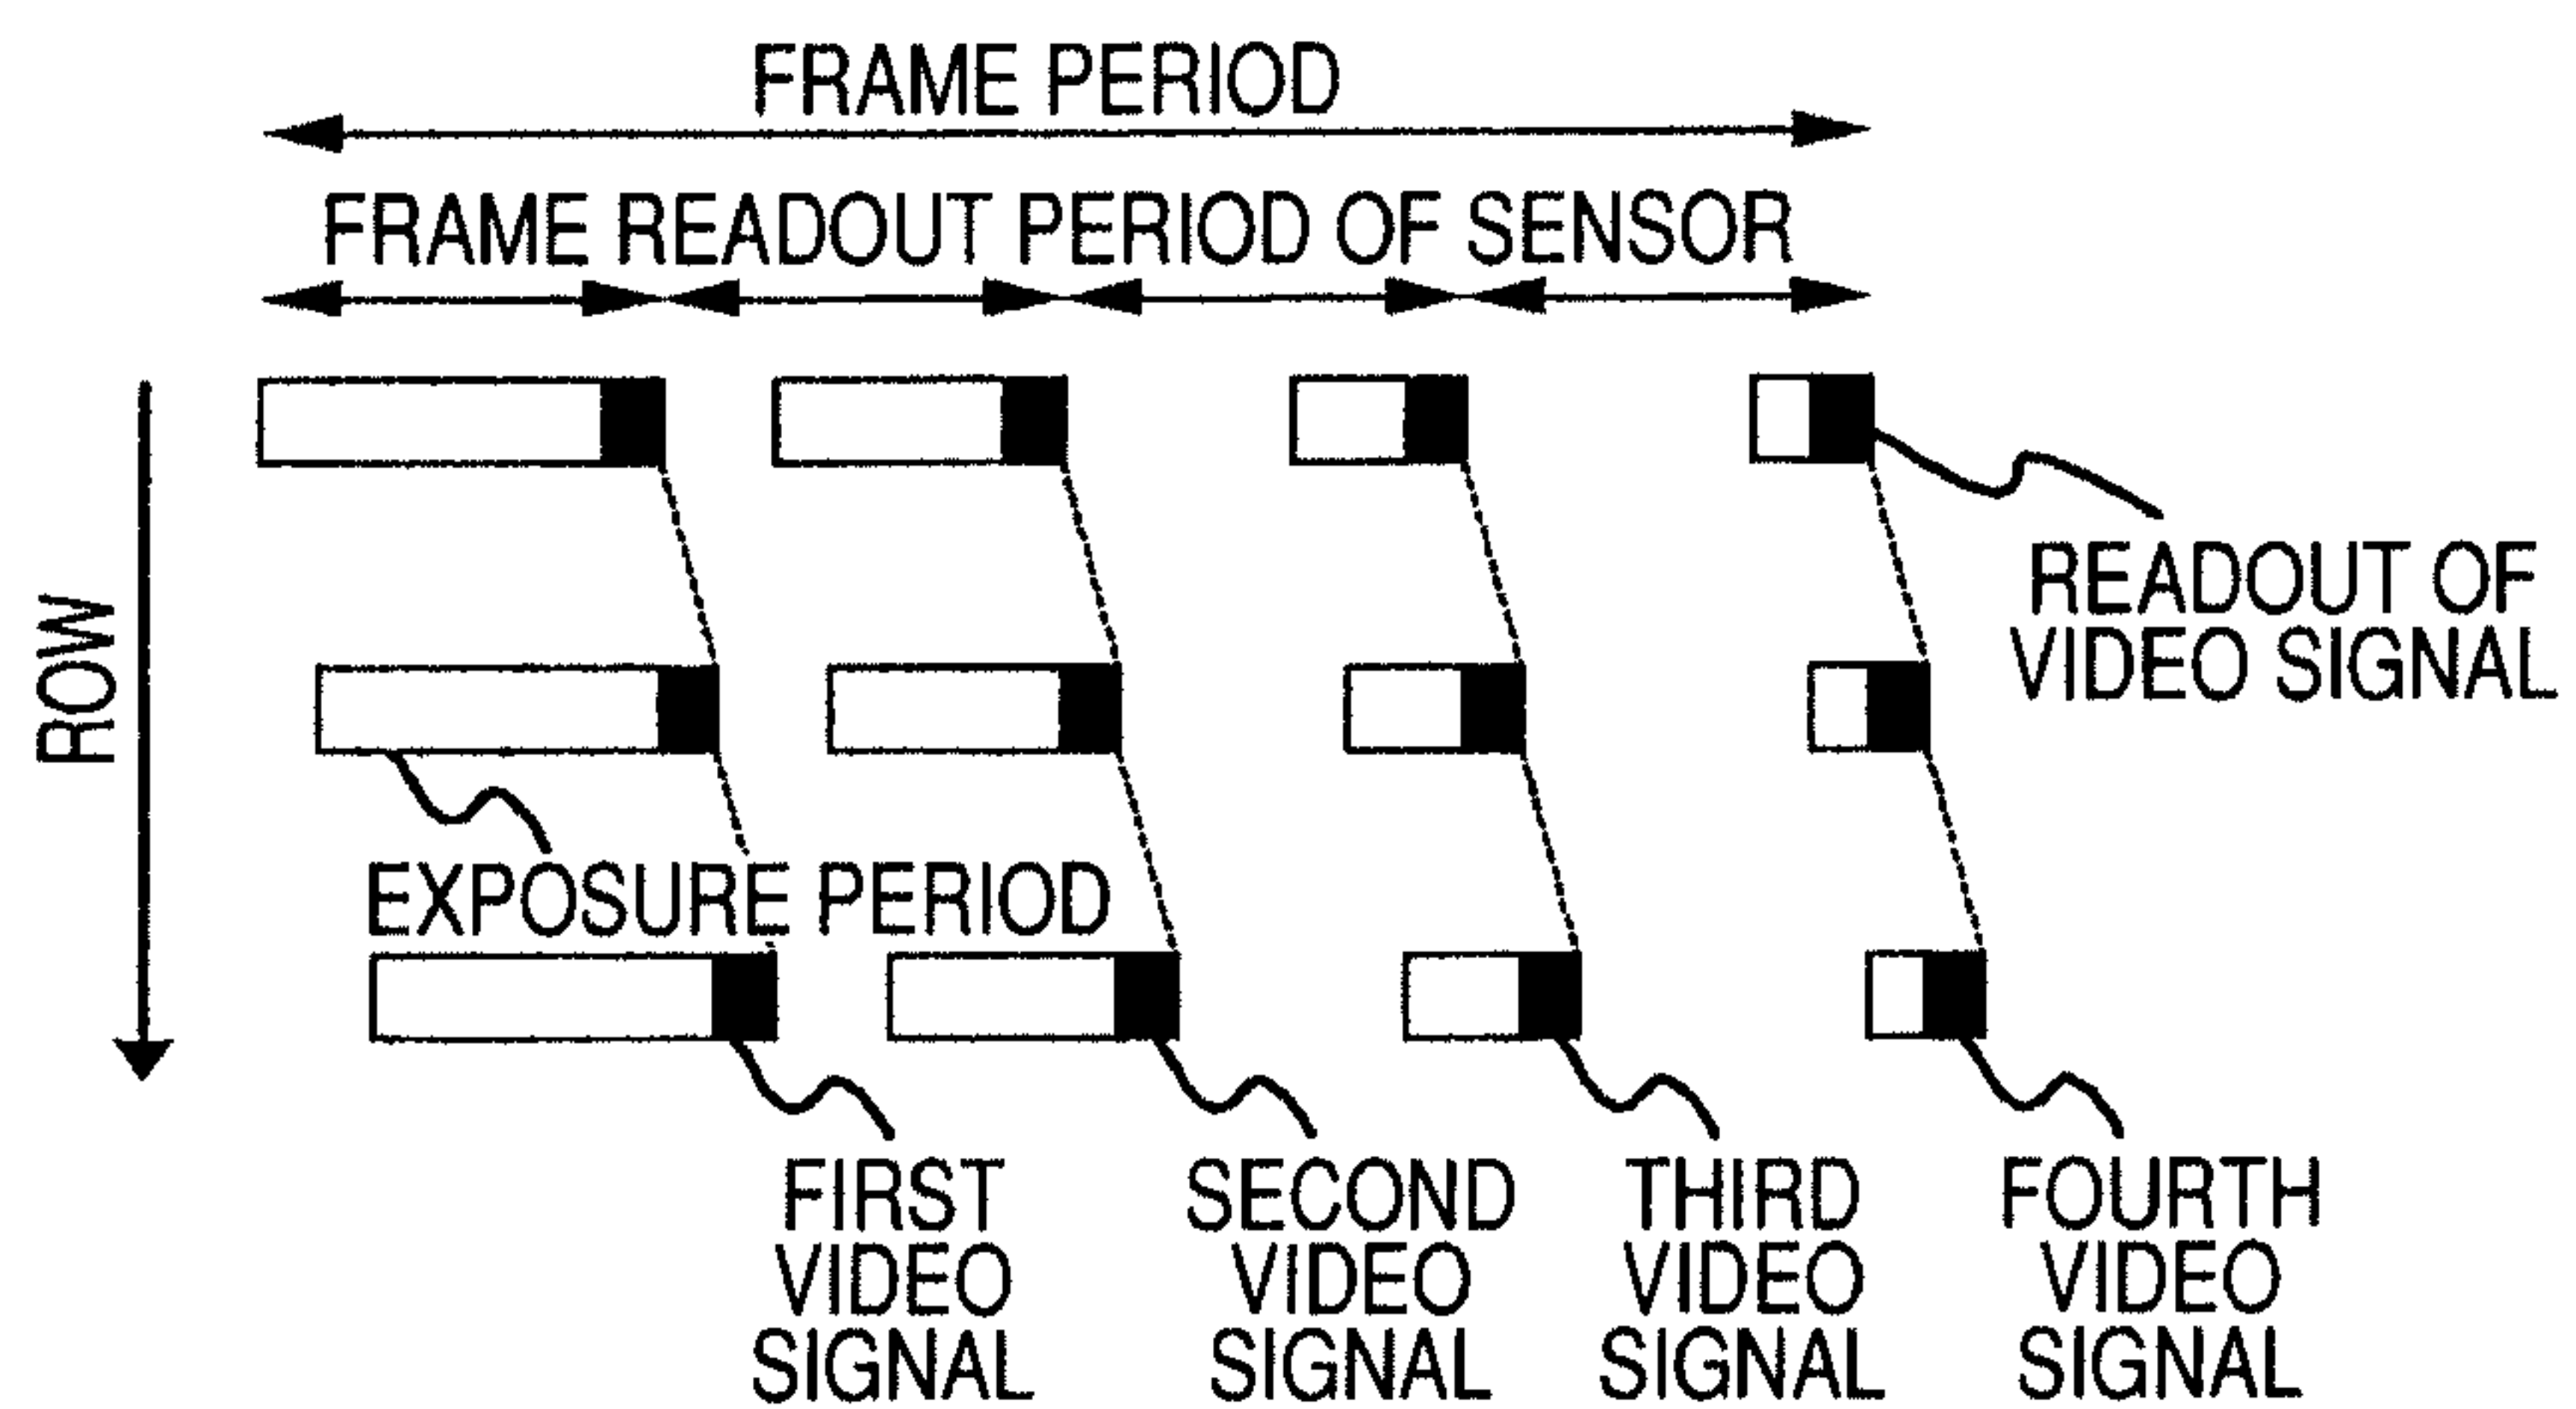 FRAME PERIOD
FRAME READOUT PERIOD OF SENSOR
ROW
READOUT OF
VIDEO SIGNAL
EXPOSURE PERIOD
FIRST
VIDEO
SIGNAL
SECOND
VIDEO
SIGNAL
THIRD
VIDEO
SIGNAL
FOURTH
VIDEO
SIGNAL